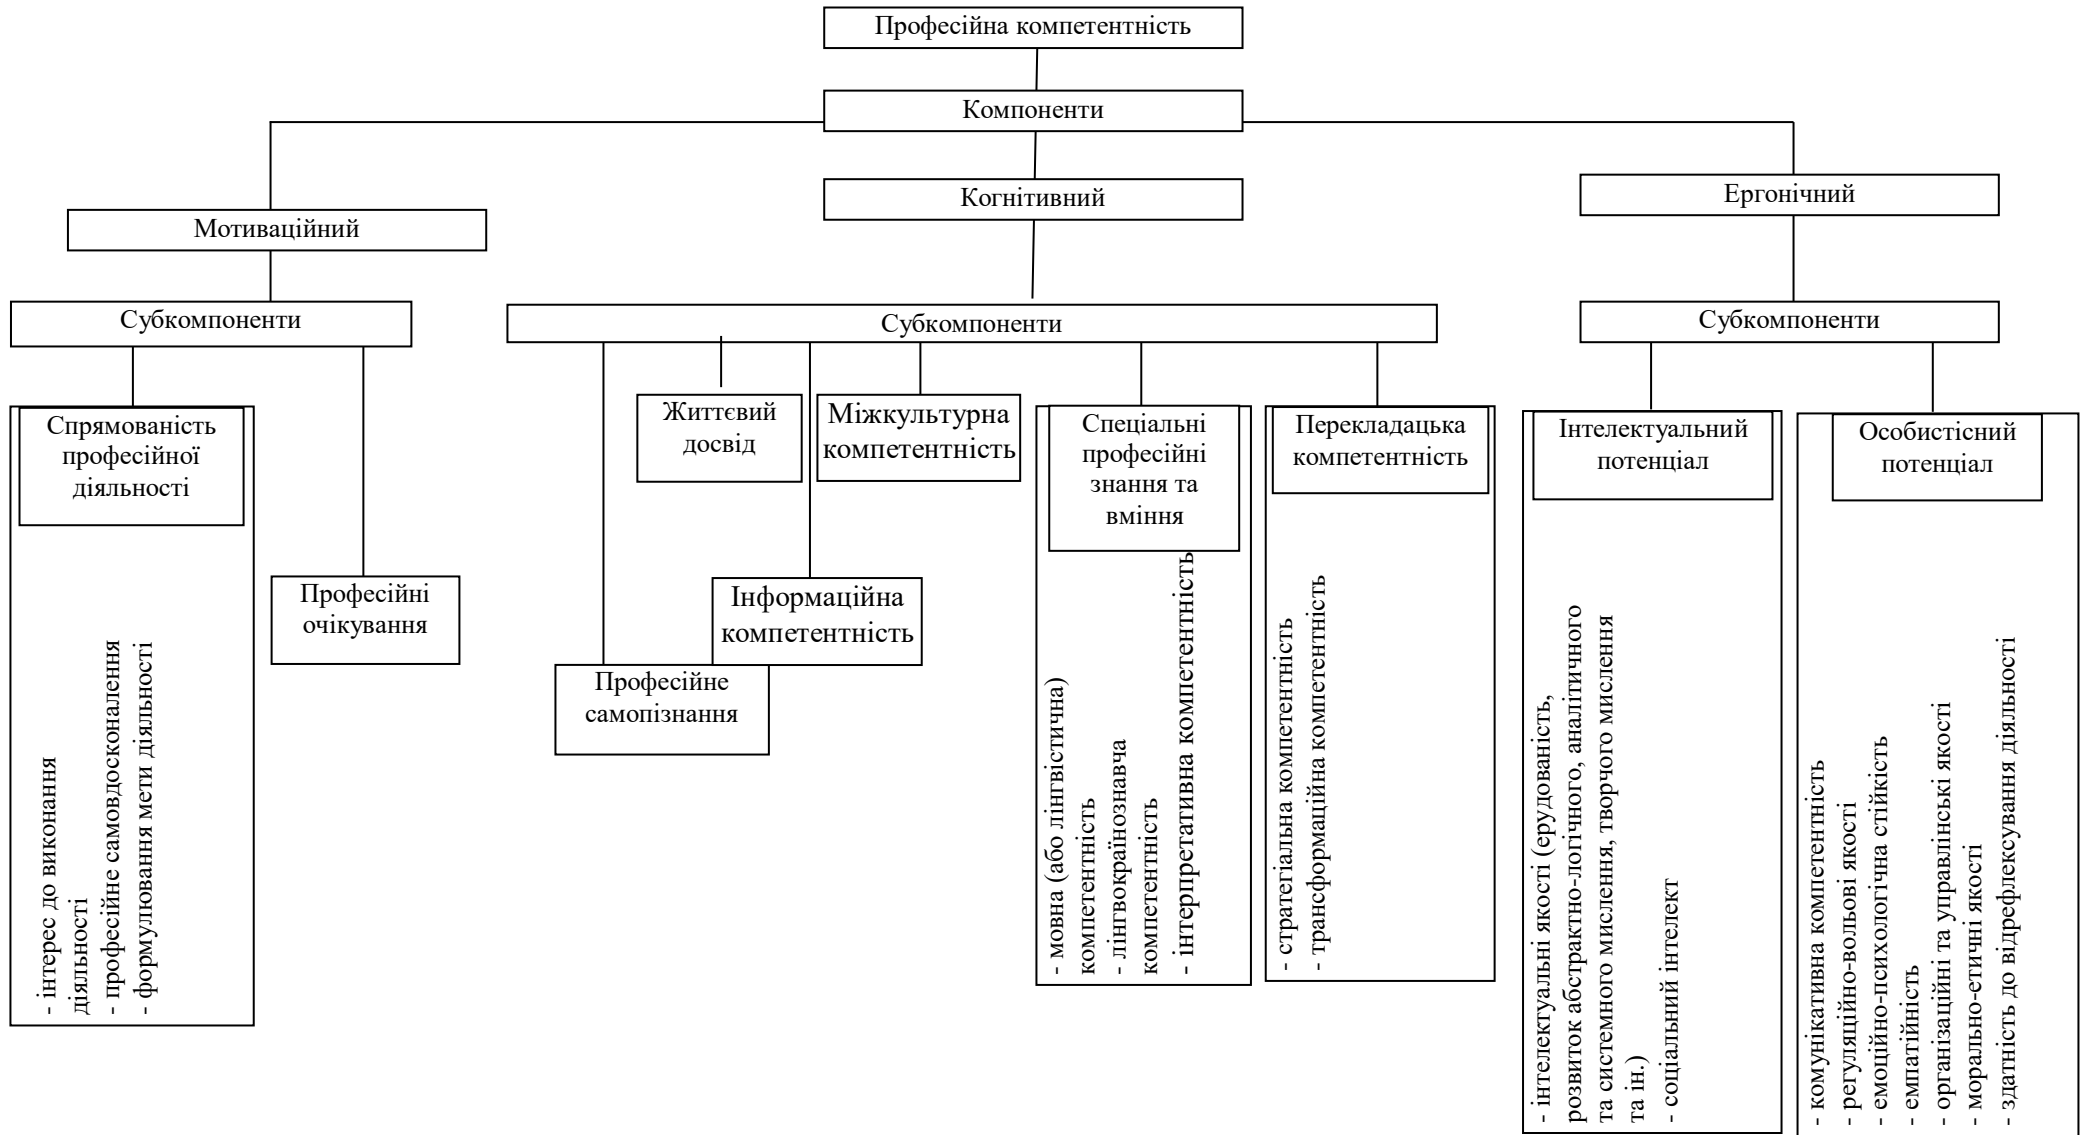 Професійна компетентність
Компоненти
Мотиваційний
Когнітивний
Ергонічний
Субкомпоненти
Субкомпоненти
Субкомпоненти
Спрямованість
професійної
діяльності
- інтерес до виконання
діяльності
- професійне самовдосконалення
- формулювання мети діяльності
Професійні
очікування
Професійне
самопізнання
Життєвий
досвід
Інформаційна
компетентність
Міжкультурна
компетентність
Спеціальні
професійні
знання та
вміння
- мовна (або лінгвістична)
компетентність
- лінгвокраїнознавча
компетентність
- інтерпретативна компетентність
Перекладацька
компетентність
- стратегіальна компетентність
- трансформаційна компетентність
Інтелектуальний
потенціал
- інтелектуальні якості (ерудованість,
розвиток абстрактно-логічного, аналітичного
та системного мислення, творчого мислення
та ін.)
- соціальний інтелект
Особистісний
потенціал
- комунікативна компетентність
- регуляційно-вольові якості
- емоційно-психологічна стійкість
- емпатійність
- організаційні та управлінські якості
- морально-етичні якості
- здатність до відрефлексування діяльності